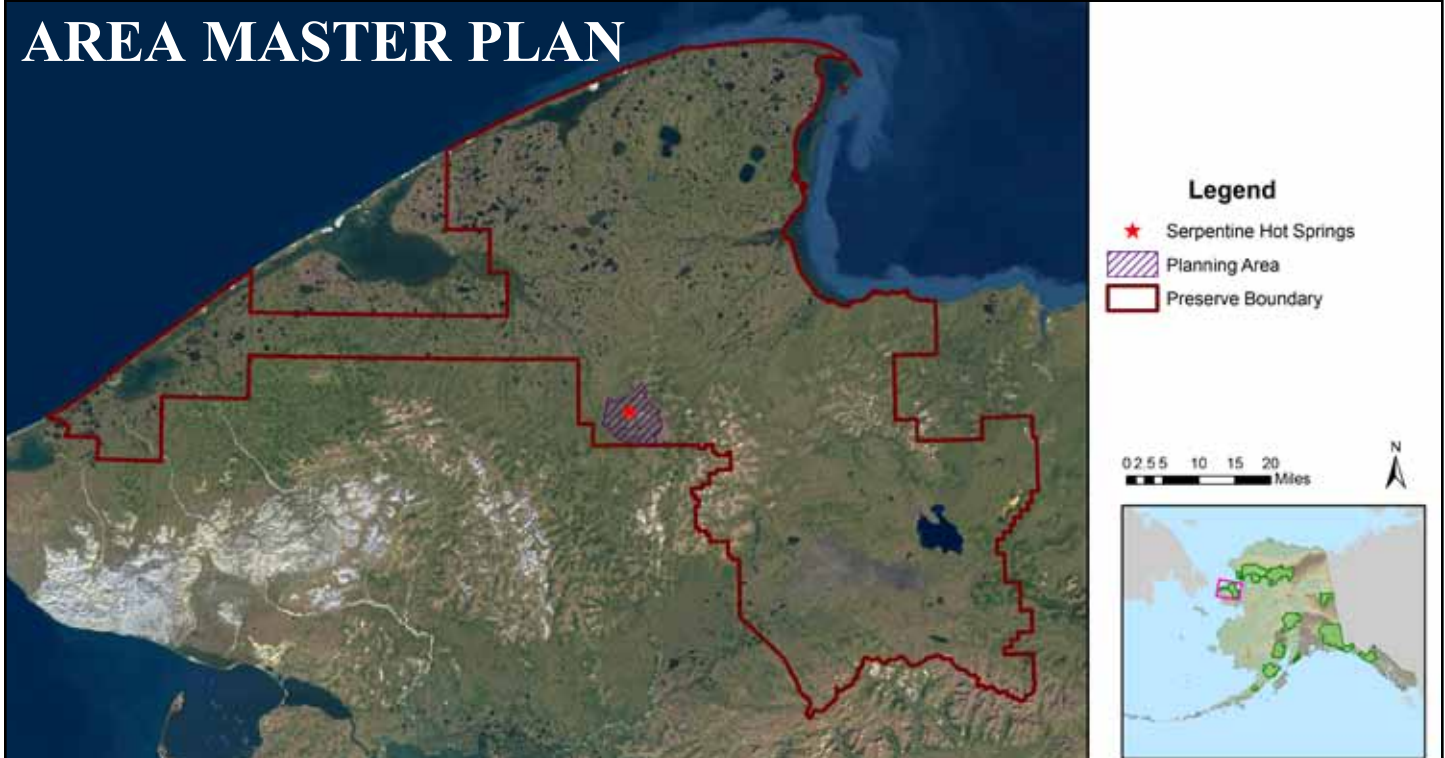 AREA MASTER PLAN
Legend
Serpentine Hot Springs
Planning Area
Preserve Boundary
N
0 2.5 5 10 15 20
Miles